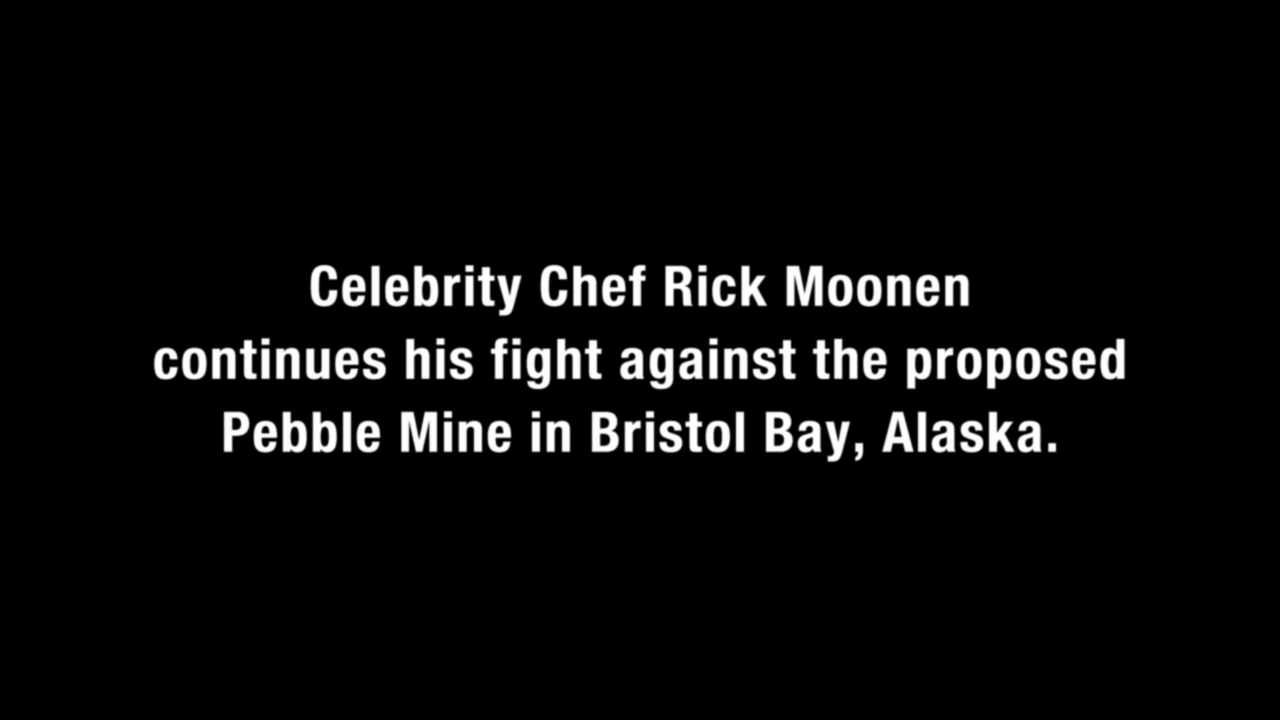 Celebrity Chef Rick Moonen
continues his fight against the proposed
Pebble Mine in Bristol Bay, Alaska.